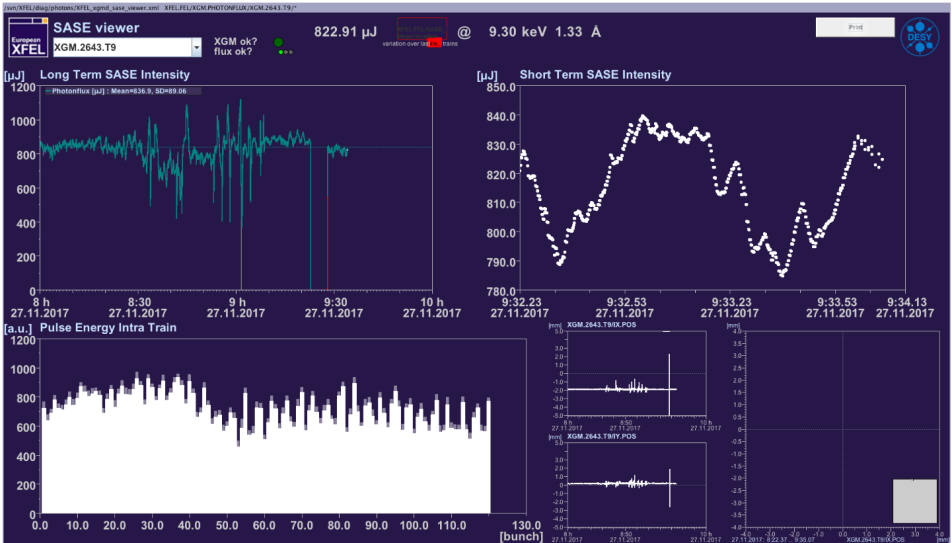 /svn/XFEL/diag/photons/XFEL_xgmd_sase_viewer.xml XFEL.FEL/XGM.PHOTONFLUX/XGM.2643.T9/*
European
XFEL
SASE viewer
XGM.2643.T9
XGM ok?
flux ok?
822.91 µJ
variation over las trains
@ 9.30 keV 1.33 Å
Print
DESY
[µJ] Long Term SASE Intensity
Photonflux [µJ] : Mean=836.9, SD=89.06
1200
1000
800
600
400
200
0
8 h 8:30 9 h 9:30 10 h
27.11.2017 27.11.2017 27.11.2017 27.11.2017 27.11.2017
[µJ] Short Term SASE Intensity
850.0
840.0
830.0
820.0
810.0
800.0
790.0
780.0
9:32.23 9:32.53 9:33.23 9:33.53 9:34.13
27.11.2017 27.11.2017 27.11.2017 27.11.2017 27.11.2017
[a.u.] Pulse Energy Intra Train
1200
1000
800
600
400
200
0
0.0 10.0 20.0 30.0 40.0 50.0 60.0 70.0 80.0 90.0 100.0 110.0 130.0
[bunch]
[mm] XGM.2643.T9/IX.POS
5.0
3.0
2.0
1.0
0
-1.0
-2.0
-3.0
-4.0
-5.0
8 h 8:50 10 h
27.11.2017 27.11.2017 27.11.2017
[mm] XGM.2643.T9/IY.POS
5.0
3.0
2.0
1.0
0
-1.0
-2.0
-3.0
-4.0
-5.0
8 h 8:50 10 h
27.11.2017 27.11.2017 27.11.2017
[mm]
4.0
3.5
3.0
2.5
2.0
1.5
1.0
0.5
0
-0.5
-1.0
-1.5
-2.0
-2.5
-3.0
-3.5
-4.0
-4.0 -3.0 -2.0 -1.0 0.0 1.0 2.0 3.0 4.0
27.11.2017: 8:22.37 .. 9:35.07 XGM.2643.T9/IX.POS [mm]